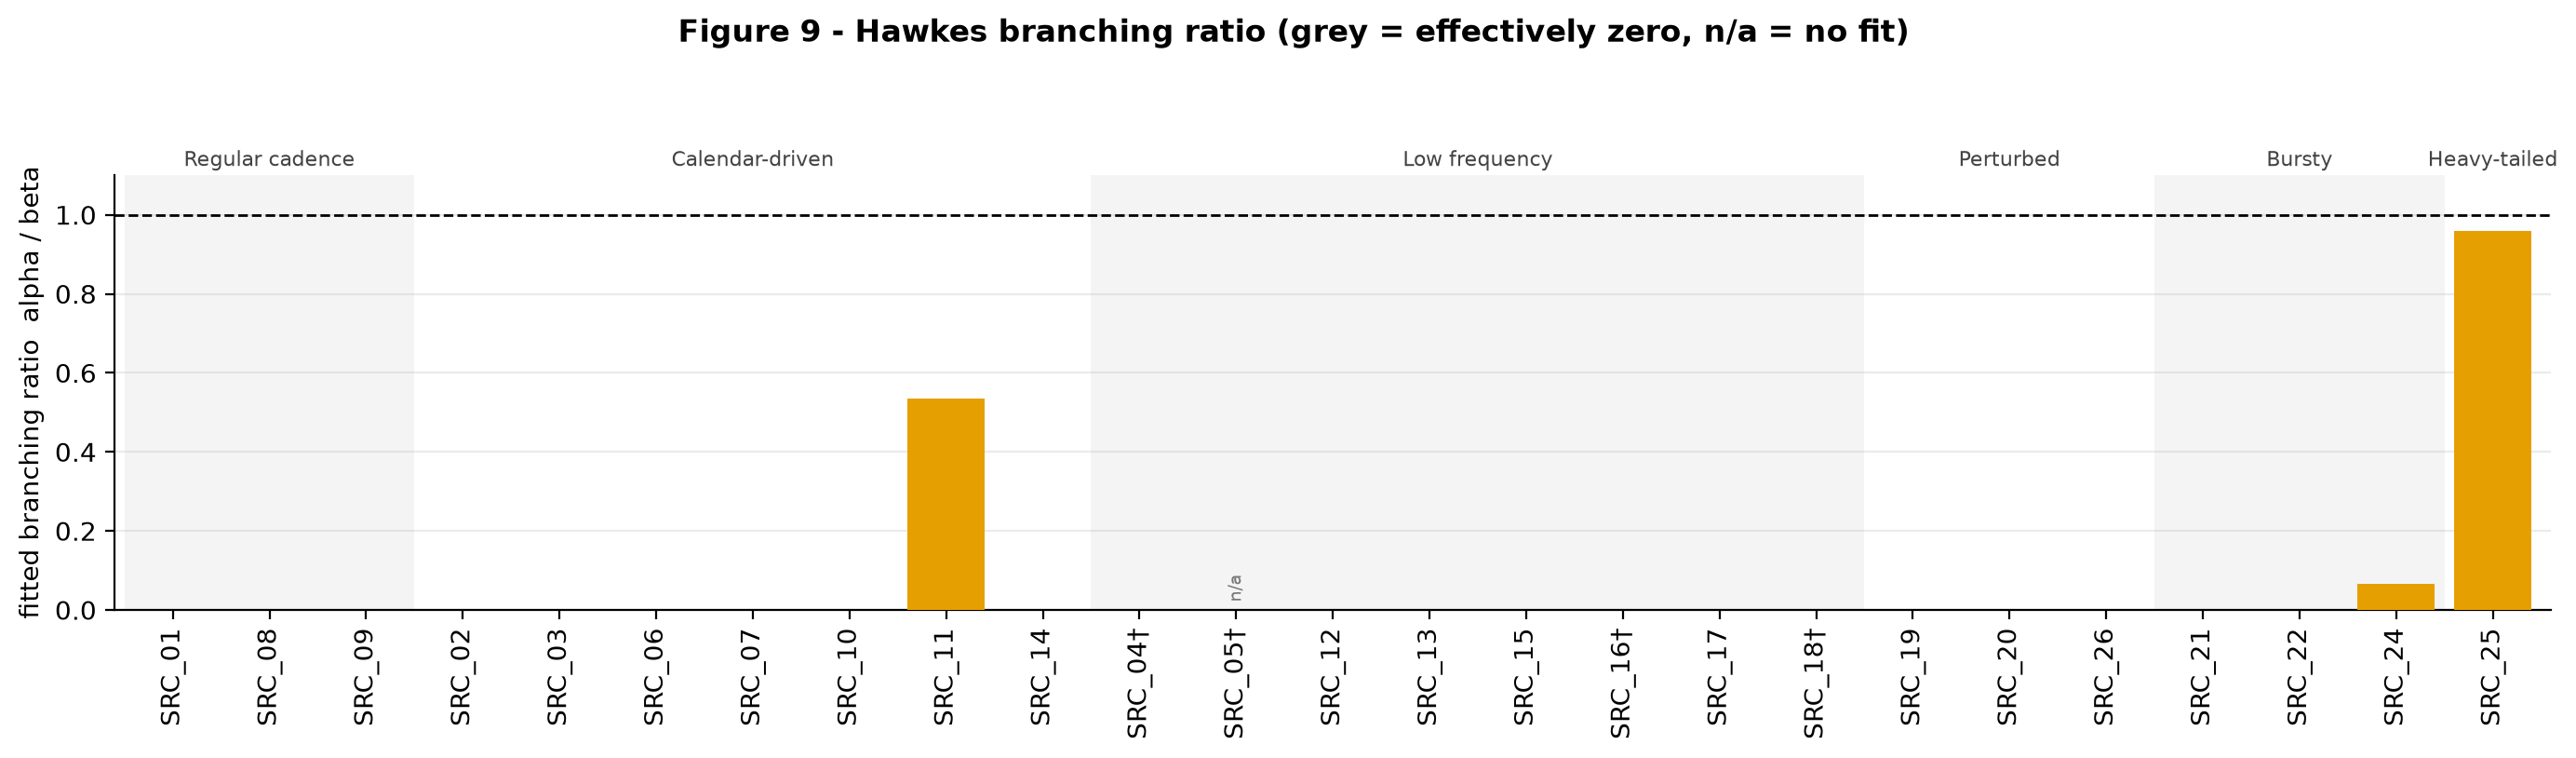 Figure 9 - Hawkes branching ratio (grey = effectively zero, n/a = no fit)
Regular cadence
Calendar-driven
Low frequency
Perturbed
Bursty
Heavy-tailed
fitted branching ratio  alpha / beta
1.0
0.8
0.6
0.4
0.2
0.0
n/a
SRC_01
SRC_08
SRC_09
SRC_02
SRC_03
SRC_06
SRC_07
SRC_10
SRC_11
SRC_14
SRC_04†
SRC_05†
SRC_12
SRC_13
SRC_15
SRC_16†
SRC_17
SRC_18†
SRC_19
SRC_20
SRC_26
SRC_21
SRC_22
SRC_24
SRC_25